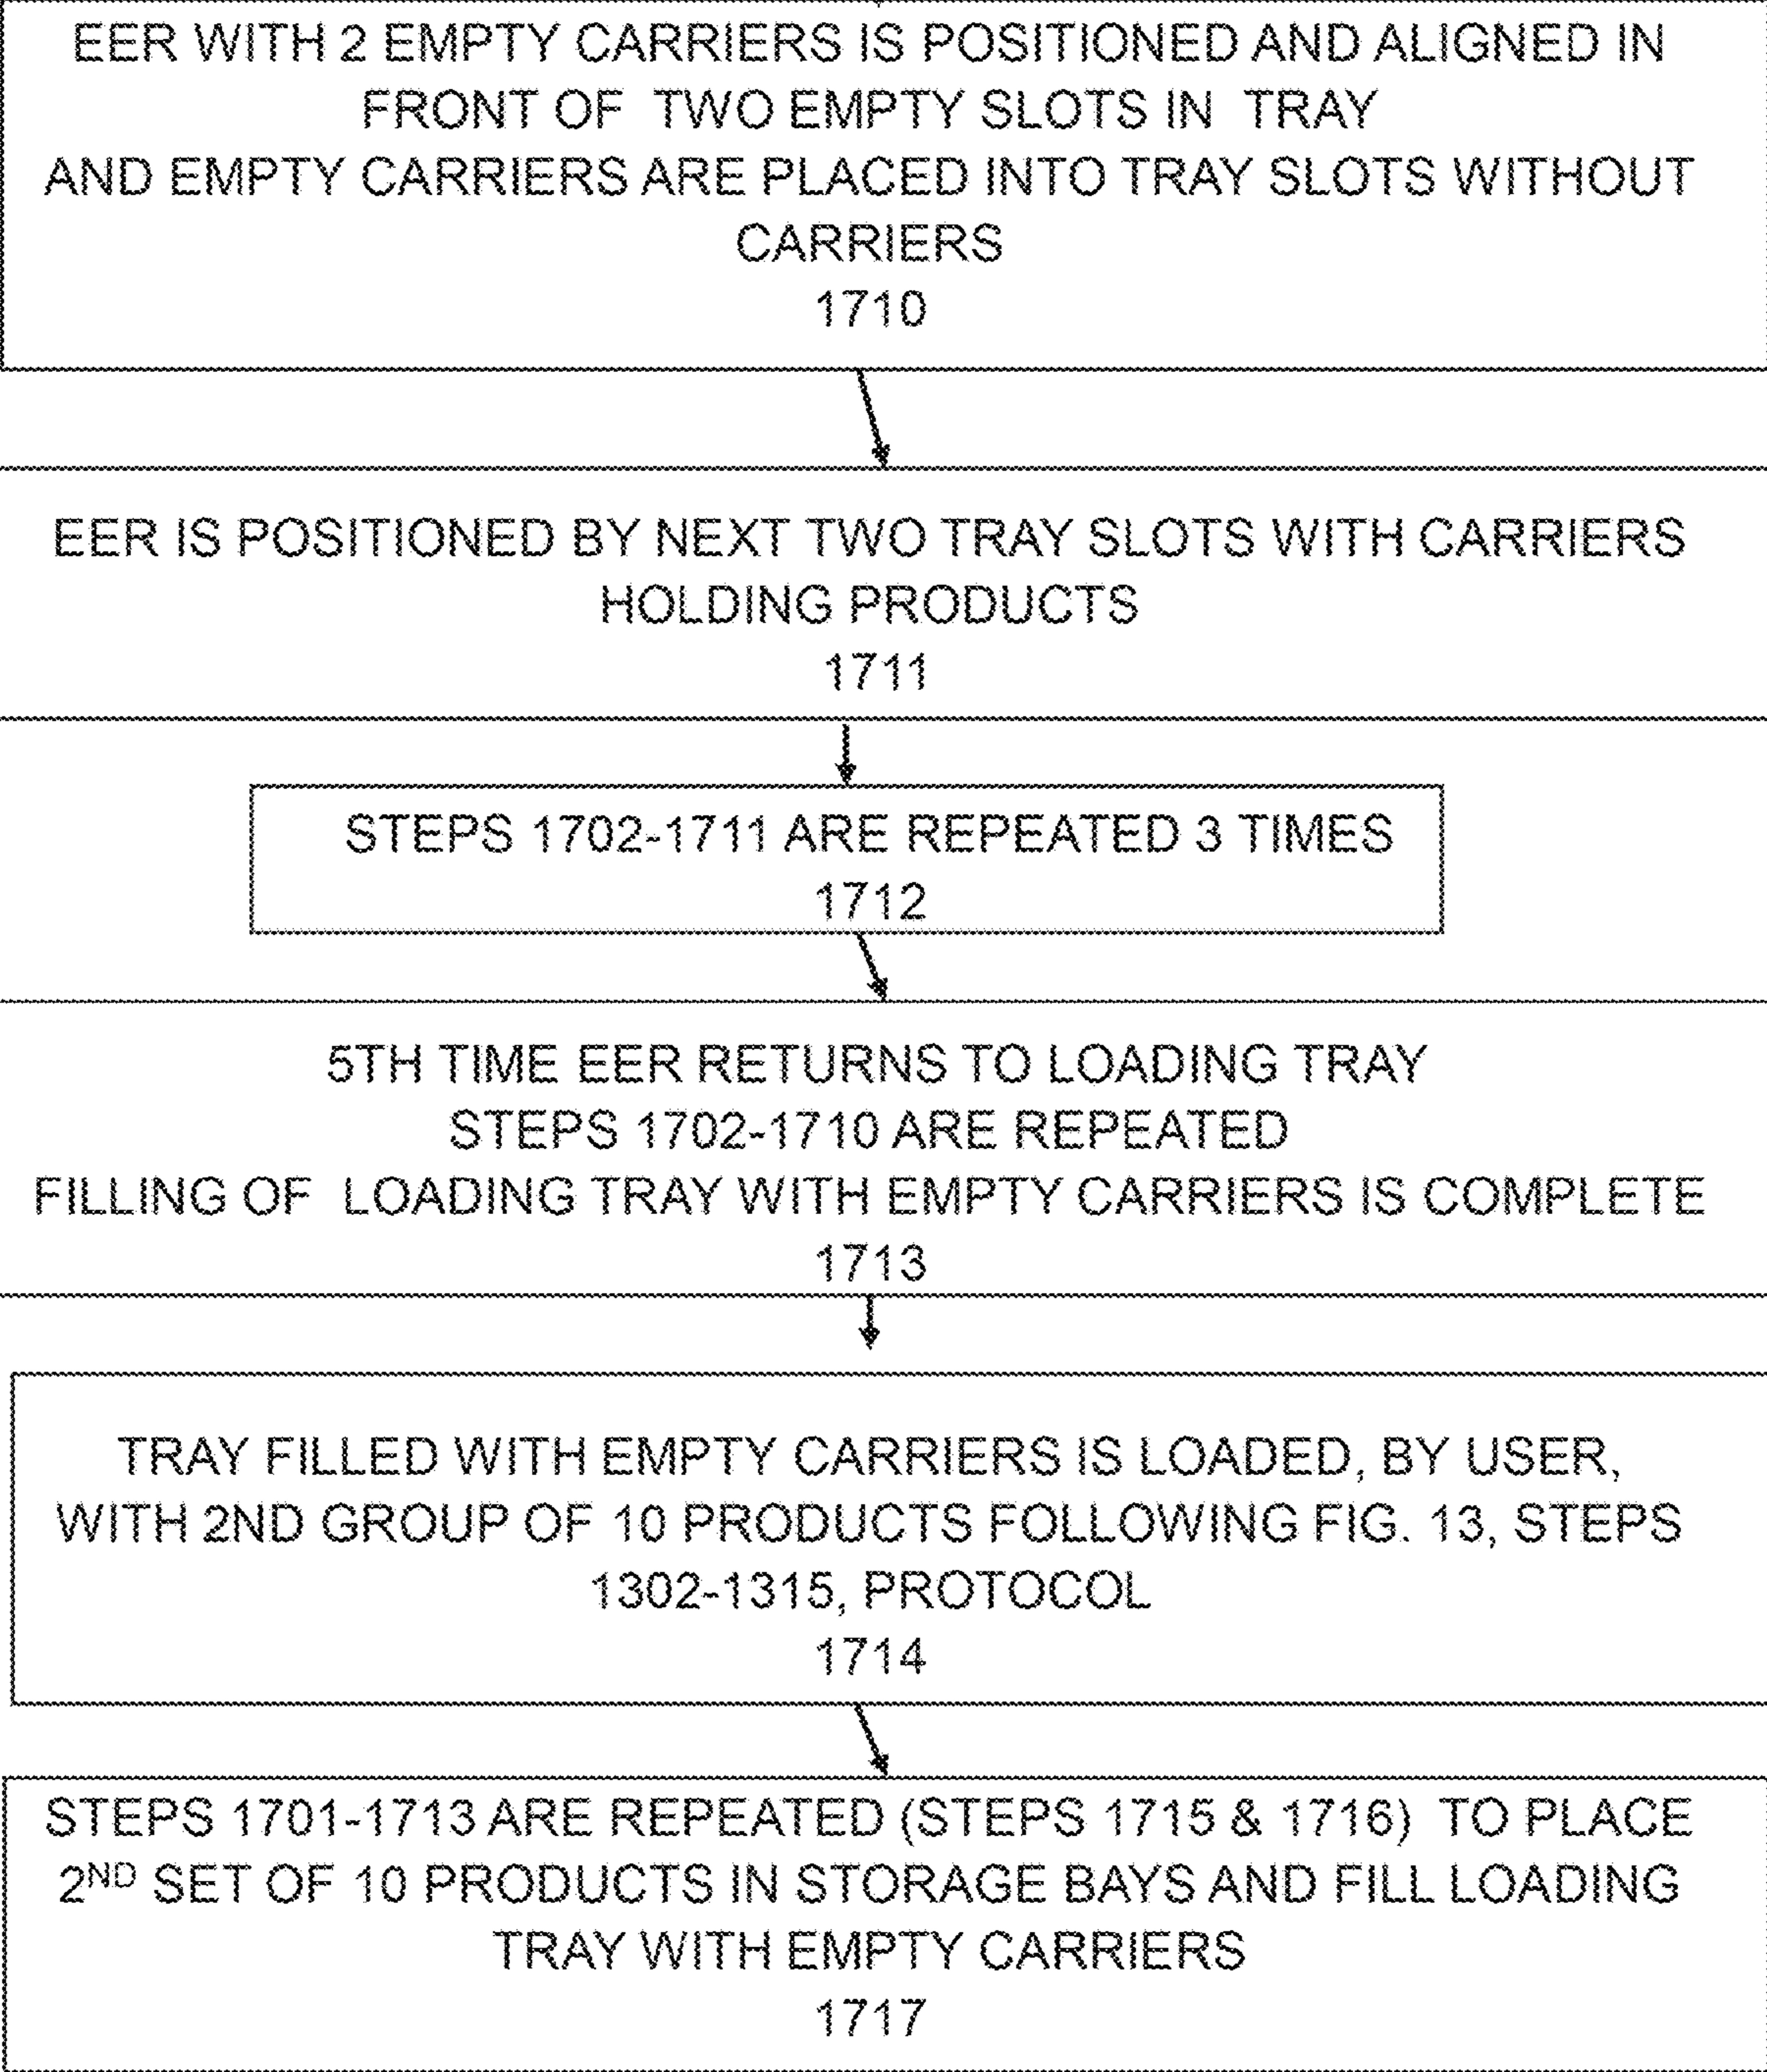 EER WITH 2 EMPTY CARRIERS IS POSITIONED AND ALIGNED IN
FRONT OF TWO EMPTY SLOTS IN TRAY
AND EMPTY CARRIERS ARE PLACED INTO TRAY SLOTS WITHOUT
CARRIERS
1710
EER IS POSITIONED BY NEXT TWO TRAY SLOTS WITH CARRIERS
HOLDING PRODUCTS
1711
STEPS 1702-1711 ARE REPEATED 3 TIMES
1712
5TH TIME EER RETURNS TO LOADING TRAY
STEPS 1702-1710 ARE REPEATED
FILLING OF LOADING TRAY WITH EMPTY CARRIERS IS COMPLETE
1713
TRAY FILLED WITH EMPTY CARRIERS IS LOADED, BY USER,
WITH 2ND GROUP OF 10 PRODUCTS FOLLOWING FIG. 13, STEPS
1302-1315, PROTOCOL
1714
STEPS 1701-1713 ARE REPEATED (STEPS 1715 & 1716) TO PLACE
2ND SET OF 10 PRODUCTS IN STORAGE BAYS AND FILL LOADING
TRAY WITH EMPTY CARRIERS
1717